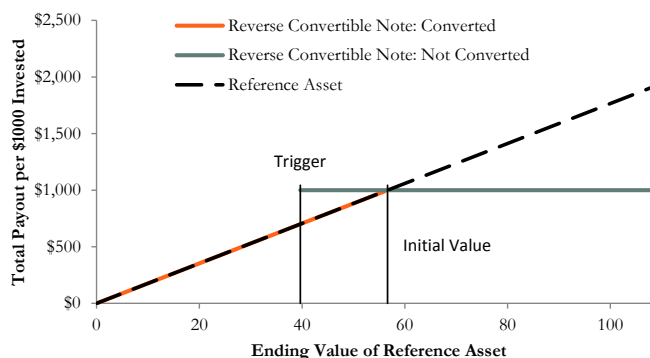 $2,500
$2,000
$1,500
$1,000
$500
$0
Total Payout per $1000 Invested
Reverse Convertible Note: Converted
Reverse Convertible Note: Not Converted
Reference Asset
Trigger
Initial Value
0 20 40 60 80 100
Ending Value of Reference Asset